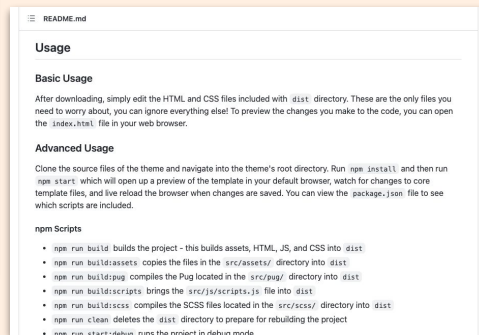 README.md
Usage
Basic Usage
After downloading, simply edit the HTML and CSS files included with dist directory. These are the only files you
need to worry about, you can ignore everything else! To preview the changes you make to the code, you can open
the index.html file in your web browser.
Advanced Usage
Clone the source files of the theme and navigate into the theme's root directory. Run npm install and then run
npm start which will open up a preview of the template in your default browser, watch for changes to core
template files, and live reload the browser when changes are saved. You can view the package.json file to see
which scripts are included.
npm Scripts
• npm run build builds the project - this builds assets, HTML, JS, and CSS into dist
• npm run build:assets copies the files in the src/assets/ directory into dist
• npm run build:pug compiles the Pug located in the src/pug/ directory into dist
• npm run build:scripts brings the src/js/scripts.js file into dist
• npm run build:scss compiles the SCSS files located in the src/scss/ directory into dist
• npm run clean deletes the dist directory to prepare for rebuilding the project
• npm run start:debug runs the project in debug mode